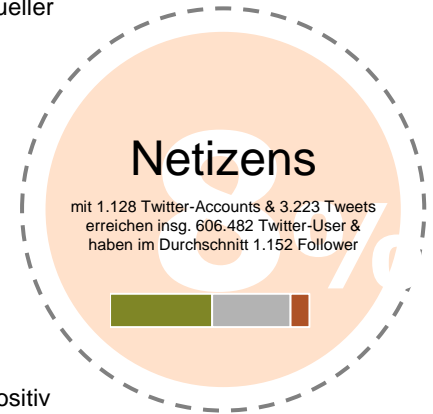 ueller
8%
Netizens
mit 1.128 Twitter-Accounts & 3.223 Tweets
erreichen insg. 606.482 Twitter-User &
haben im Durchschnitt 1.152 Follower
ositiv